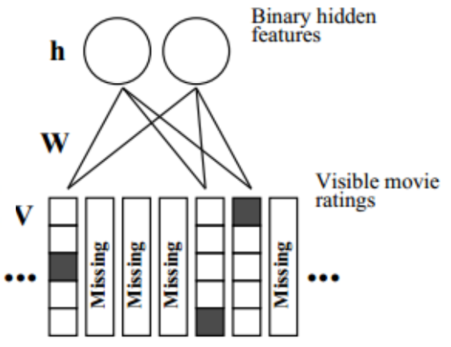 Binary hidden
features
h
W
Visible movie
ratings
V
...
Missing
Missing
Missing
Missing
...